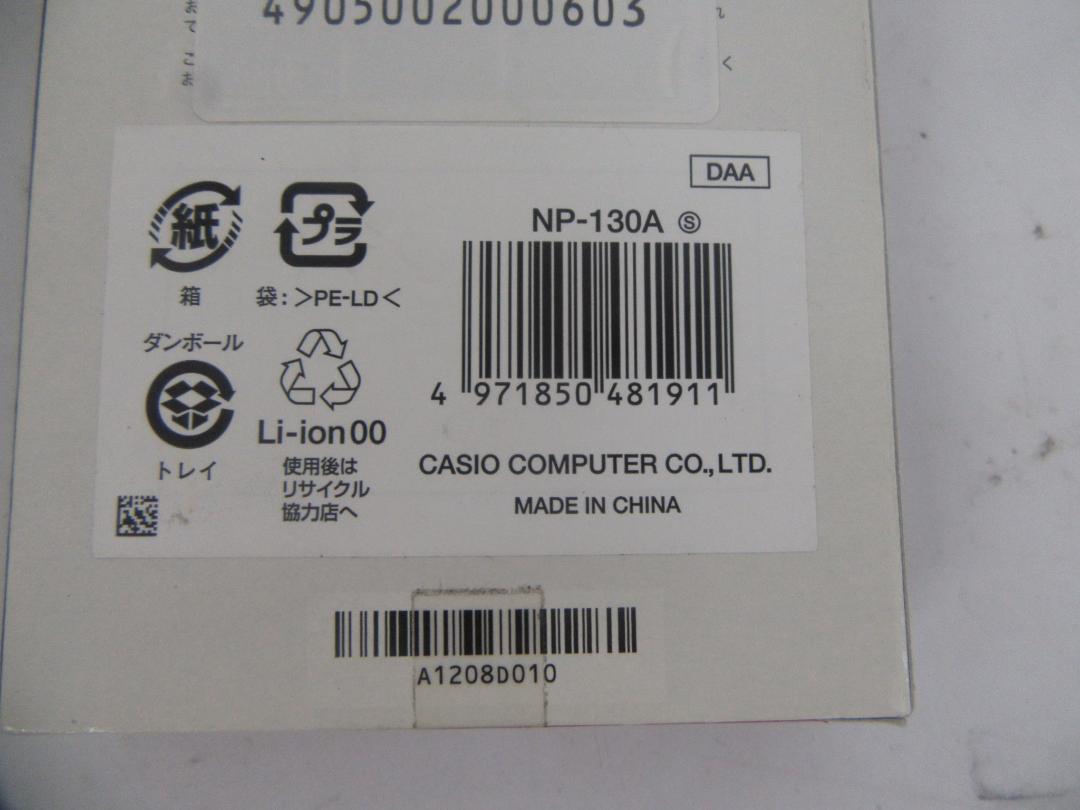 4905002000603
く
DAA
NP-130A Ⓢ
紙
プラ
箱
袋: >PE-LD<
4 971850 481911
ダンボール
Li-ion00
トレイ
使用後は
リサイクル
協力店へ
CASIO COMPUTER CO.,LTD.
MADE IN CHINA
A1208D010